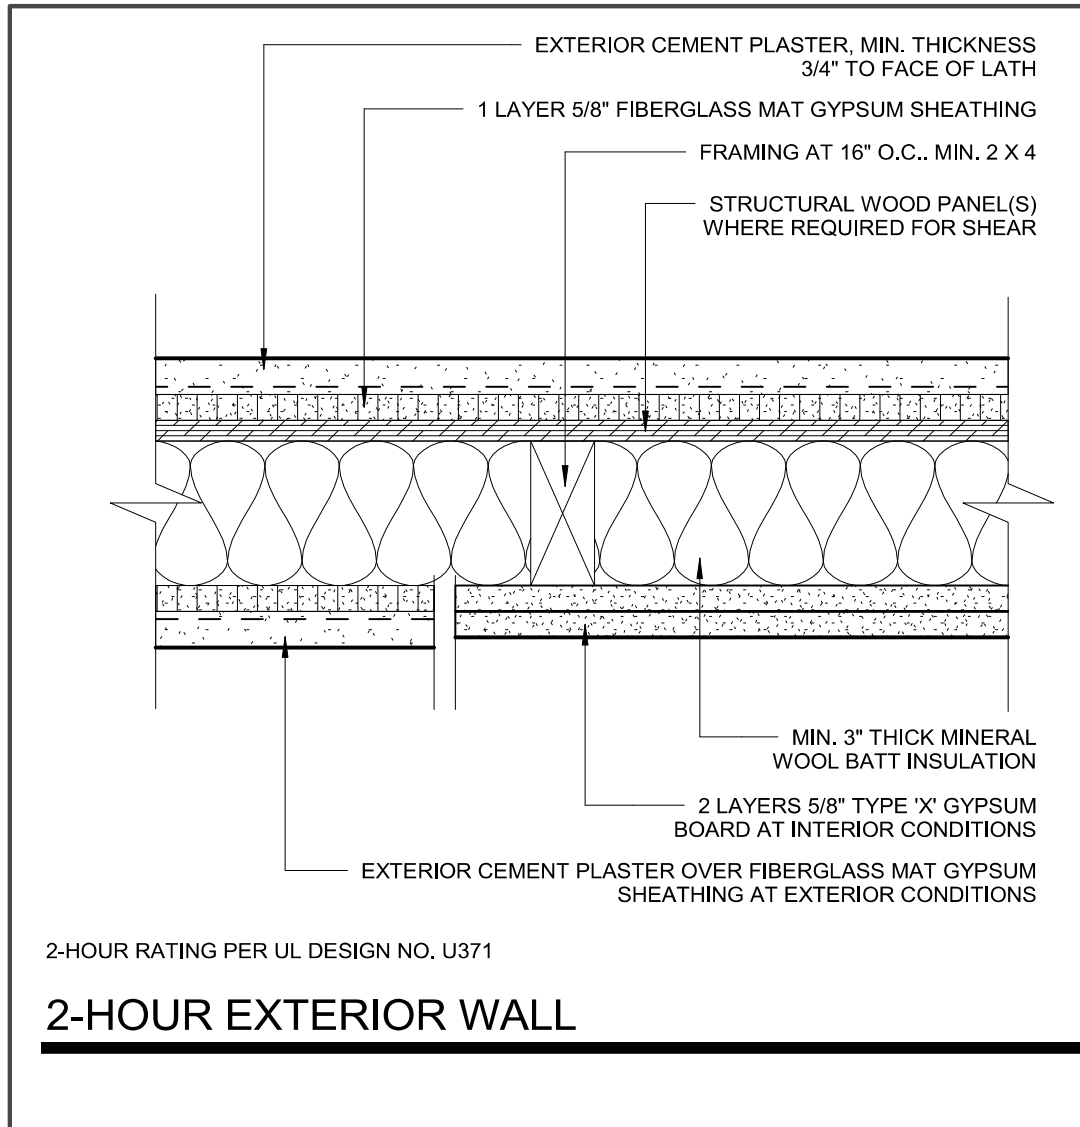 EXTERIOR CEMENT PLASTER, MIN. THICKNESS
3/4" TO FACE OF LATH
1 LAYER 5/8" FIBERGLASS MAT GYPSUM SHEATHING
FRAMING AT 16" O.C.. MIN. 2 X 4
STRUCTURAL WOOD PANEL(S)
WHERE REQUIRED FOR SHEAR
MIN. 3" THICK MINERAL
WOOL BATT INSULATION
2 LAYERS 5/8" TYPE 'X' GYPSUM
BOARD AT INTERIOR CONDITIONS
EXTERIOR CEMENT PLASTER OVER FIBERGLASS MAT GYPSUM
SHEATHING AT EXTERIOR CONDITIONS
2-HOUR RATING PER UL DESIGN NO. U371
2-HOUR EXTERIOR WALL